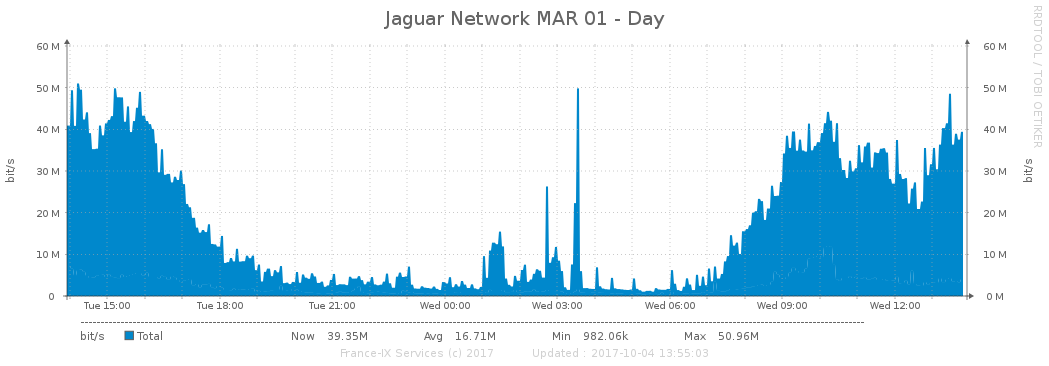 Jaguar Network MAR 01 - Day
RRDTOOL / TOBI OETIKER
60 M 60 M
50 M 50 M
40 M 40 M
30 M 30 M
20 M 20 M
10 M 10 M
0 0 M
bit/s bit/s
Tue 15:00 Tue 18:00 Tue 21:00 Wed 00:00 Wed 03:00 Wed 06:00 Wed 09:00 Wed 12:00
bit/s Total Now 39.35M Avg 16.71M Min 982.06k Max 50.96M
France-IX Services (c) 2017 Updated : 2017-10-04 13:55:03